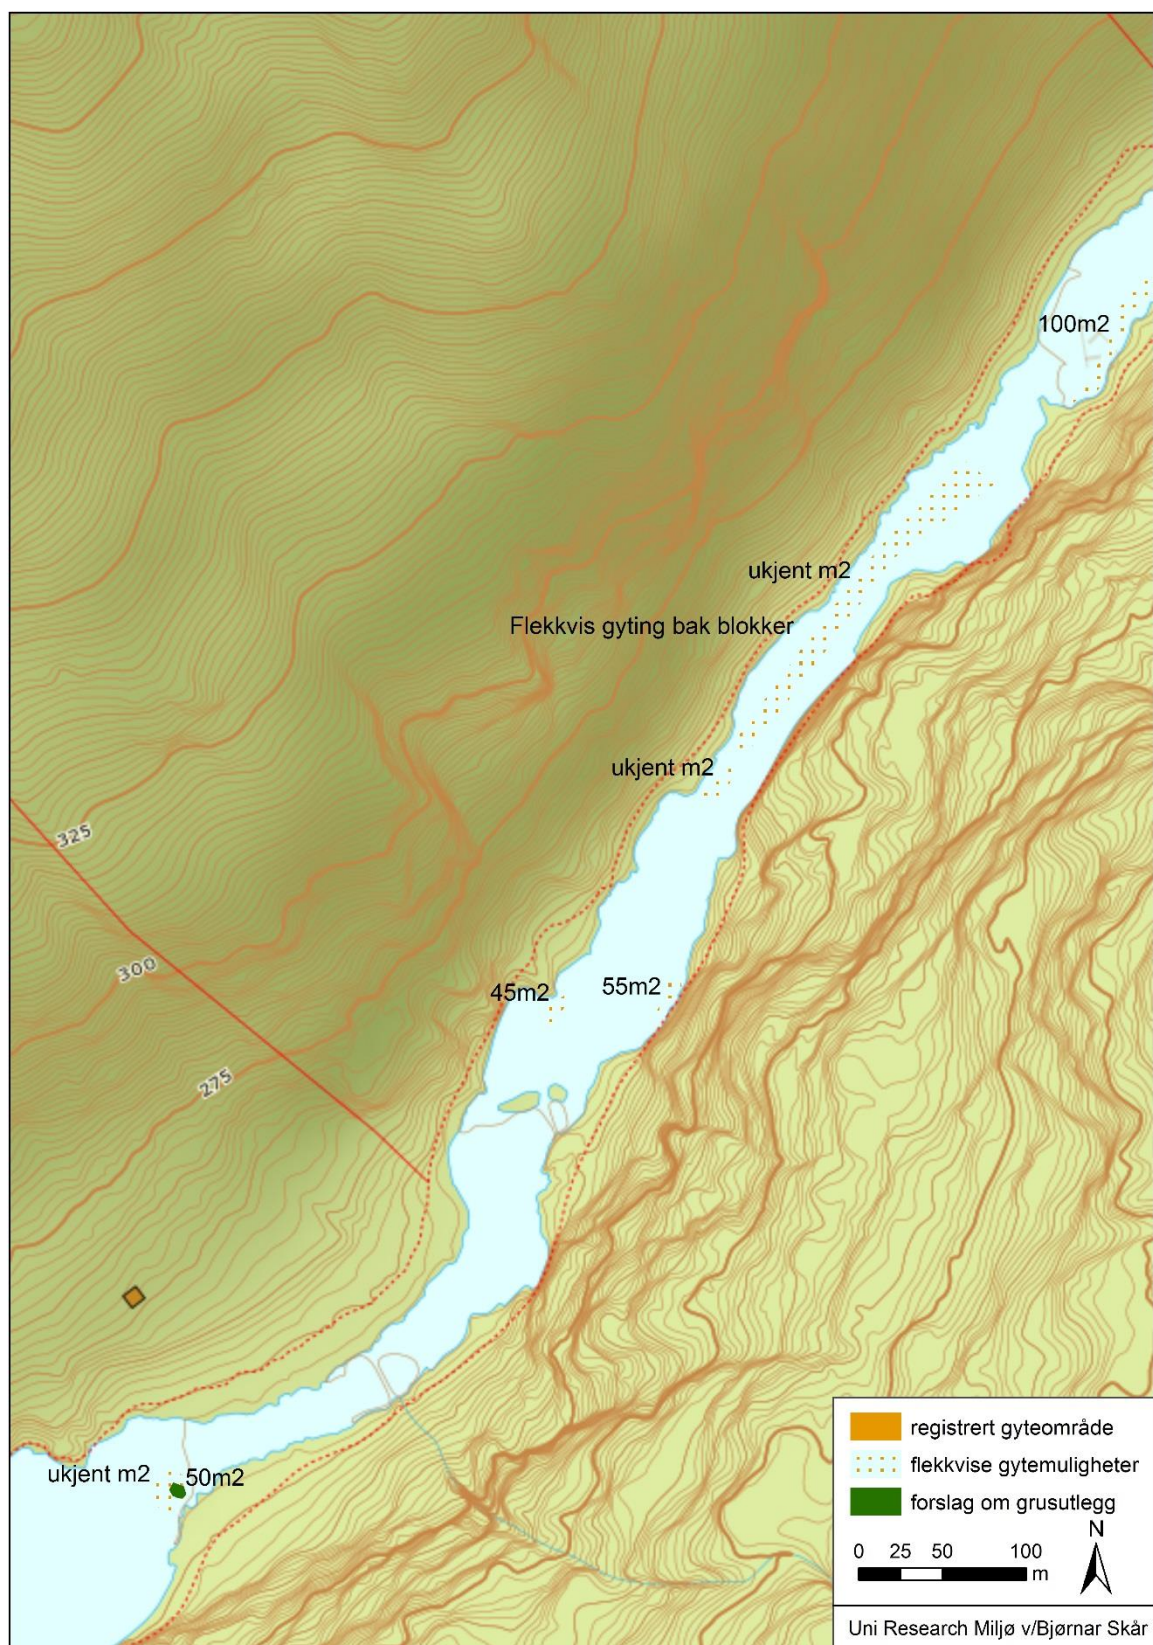 100m2
ukjent m2
Flekkvis gyting bak blokker
ukjent m2
325
300
45m2
55m2
275
ukjent m2
50m2
registrert gyteområde
flekkvise gytemuligheter
forslag om grusutlegg
N
0 25 50 100
m
Uni Research Miljø v/Bjørnar Skår